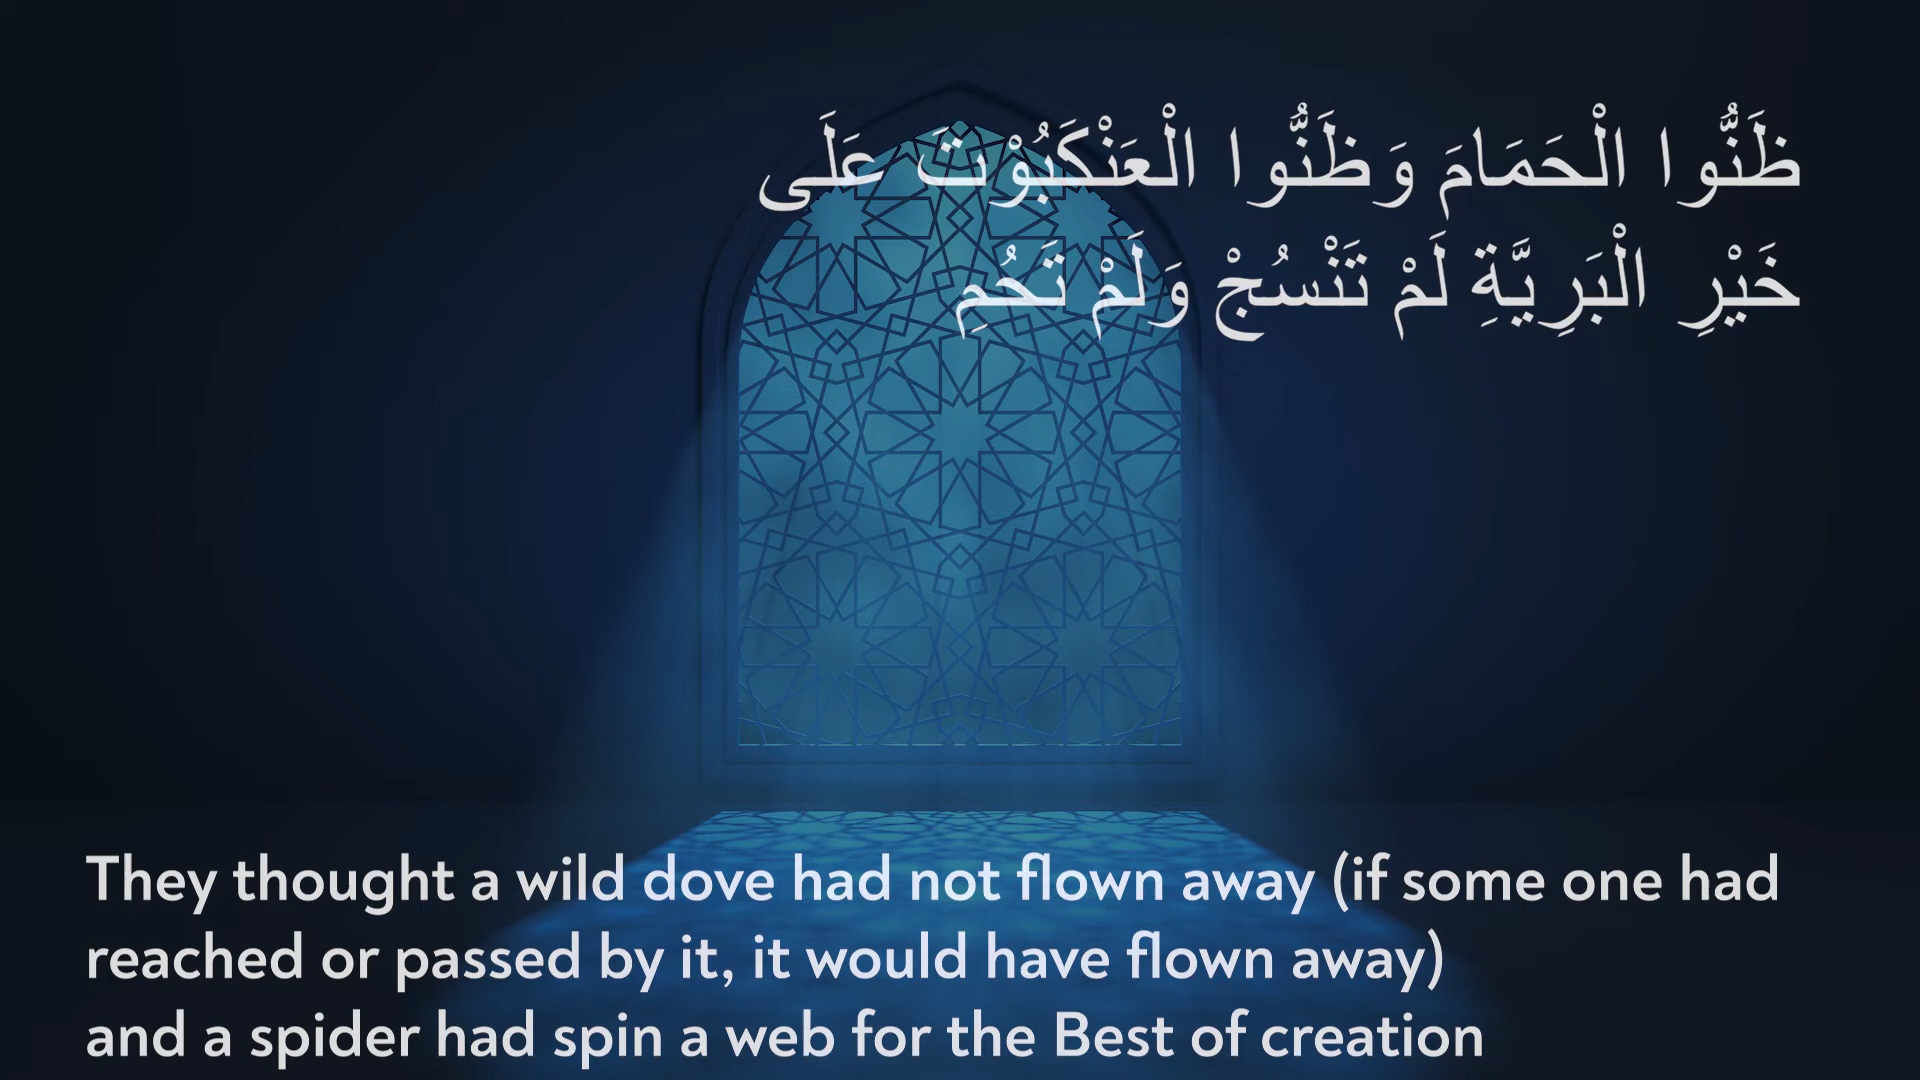 ظَنُّوا الْحَمَامَ وَظَنُّوا الْعَنْكَبُوْتَ عَلَى
خَيْرِ الْبَرِيَّةِ لَمْ تَنْسُجْ وَلَمْ تَحُمِ
They thought a wild dove had not flown away (if some one had
reached or passed by it, it would have flown away)
and a spider had spin a web for the Best of creation